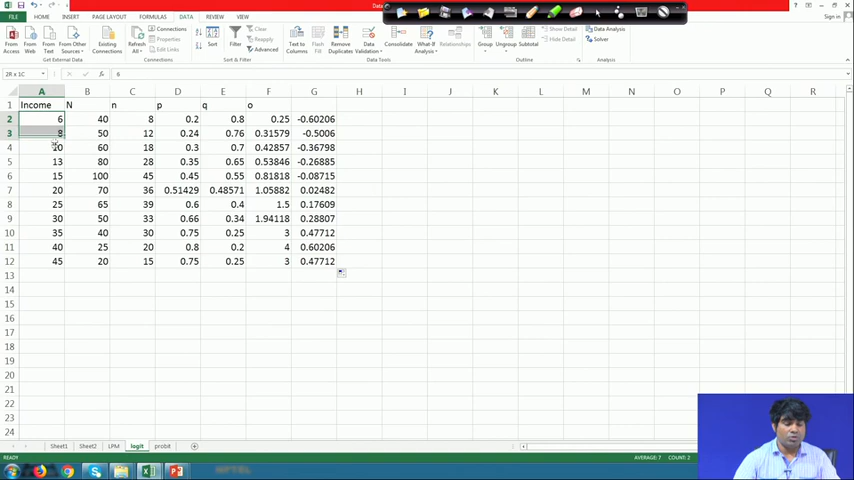 Data
Sign in
FILE HOME INSERT PAGE LAYOUT FORMULAS DATA REVIEW VIEW
From Access From Web From Text From Other Sources Existing Connections Refresh All Connections Properties Edit Links Sort Filter Clear Reapply Advanced Text to Columns Flash Fill Remove Duplicates Data Validation Consolidate What-If Analysis Relationships Group Ungroup Subtotal Show Detail Hide Detail Data Analysis Solver
Get External Data Connections Sort & Filter Data Tools Outline Analysis
2R x 1C 6
A B C D E F G H I J K L M N O P Q R
1 Income N n p q o
2 6 40 8 0.2 0.8 0.25 -0.60206
3 8 50 12 0.24 0.76 0.31579 -0.5006
4 10 60 18 0.3 0.7 0.42857 -0.36798
5 13 80 28 0.35 0.65 0.53846 -0.26885
6 15 100 45 0.45 0.55 0.81818 -0.08715
7 20 70 36 0.51429 0.48571 1.05882 0.02482
8 25 65 39 0.6 0.4 1.5 0.17609
9 30 50 33 0.66 0.34 1.94118 0.28807
10 35 40 30 0.75 0.25 3 0.47712
11 40 25 20 0.8 0.2 4 0.60206
12 45 20 15 0.75 0.25 3 0.47712
13
14
15
16
17
18
19
20
21
22
23
24
Sheet1 Sheet2 LPM logit probit
READY AVERAGE: 7 COUNT: 2
NPTEL